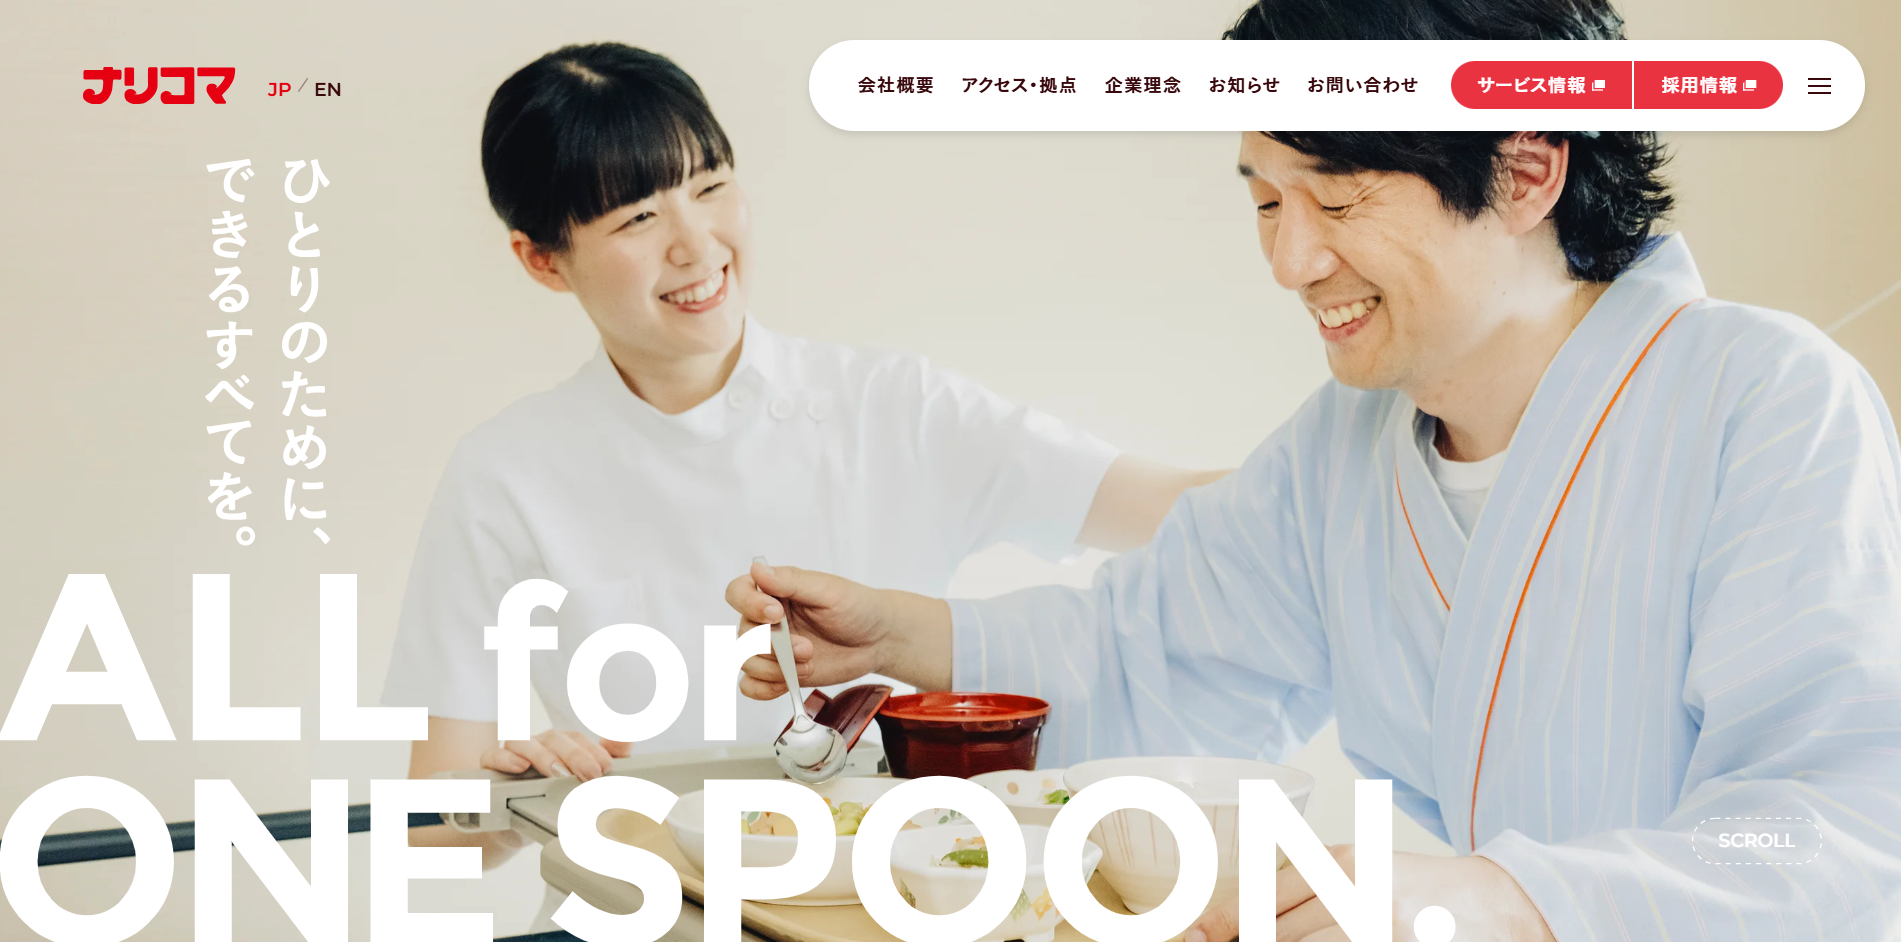 ナリコマ
JP / EN
会社概要
アクセス・拠点
企業理念
お知らせ
お問い合わせ
サービス情報
採用情報
ひとりのために、
できるすべてを。
ALL for
ONE SPOON.
SCROLL